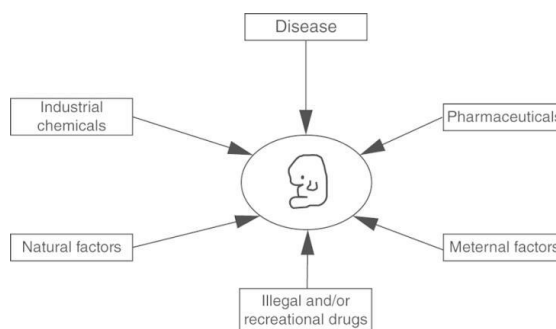 Disease
Industrial
chemicals
Pharmaceuticals
Natural factors
Meternal factors
Illegal and/or
recreational drugs